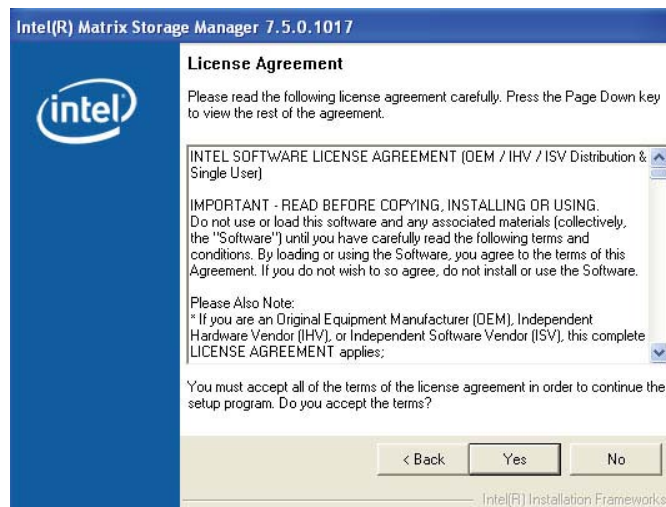 Intel(R) Matrix Storage Manager 7.5.0.1017
intel
License Agreement
Please read the following license agreement carefully. Press the Page Down key
to view the rest of the agreement.
INTEL SOFTWARE LICENSE AGREEMENT (OEM / IHV / ISV Distribution &
Single User)
IMPORTANT - READ BEFORE COPYING, INSTALLING OR USING.
Do not use or load this software and any associated materials (collectively,
the "Software") until you have carefully read the following terms and
conditions. By loading or using the Software, you agree to the terms of this
Agreement. If you do not wish to so agree, do not install or use the Software.
Please Also Note:
* If you are an Original Equipment Manufacturer (OEM), Independent
Hardware Vendor (IHV), or Independent Software Vendor (ISV), this complete
LICENSE AGREEMENT applies;
You must accept all of the terms of the license agreement in order to continue the
setup program. Do you accept the terms?
< Back
Yes
No
Intel(R) Installation Frameworks